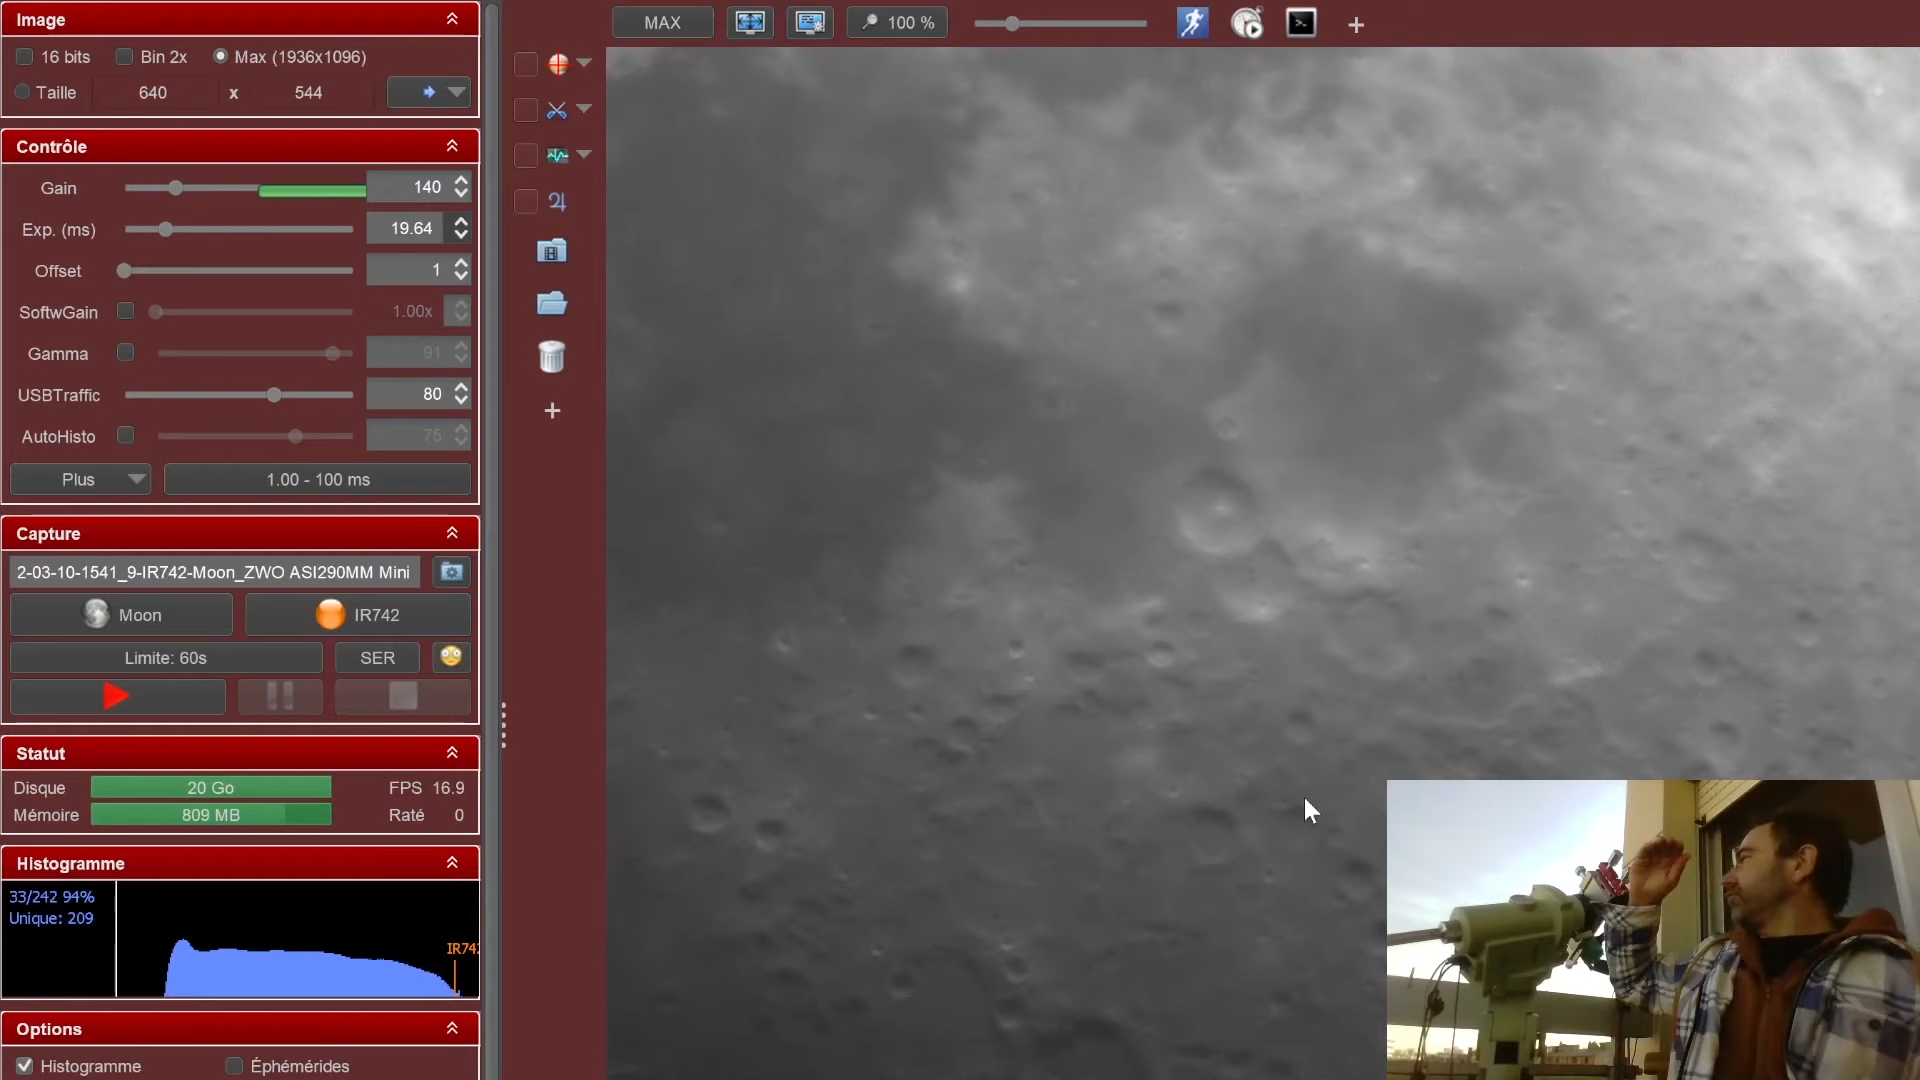 Image
16 bits
Bin 2x
Max (1936x1096)
Taille
640
x
544
Contrôle
Gain
140
Exp. (ms)
19.64
Offset
1
SoftwGain
1.00x
Gamma
91
USBTraffic
80
AutoHisto
75
Plus
1.00 - 100 ms
Capture
2-03-10-1541_9-IR742-Moon_ZWO ASI290MM Mini
Moon
IR742
Limite: 60s
SER
Statut
Disque
20 Go
FPS 16.9
Mémoire
809 MB
Raté 0
Histogramme
33/242 94%
Unique: 209
IR742
Options
Histogramme
Éphémérides
MAX
100 %